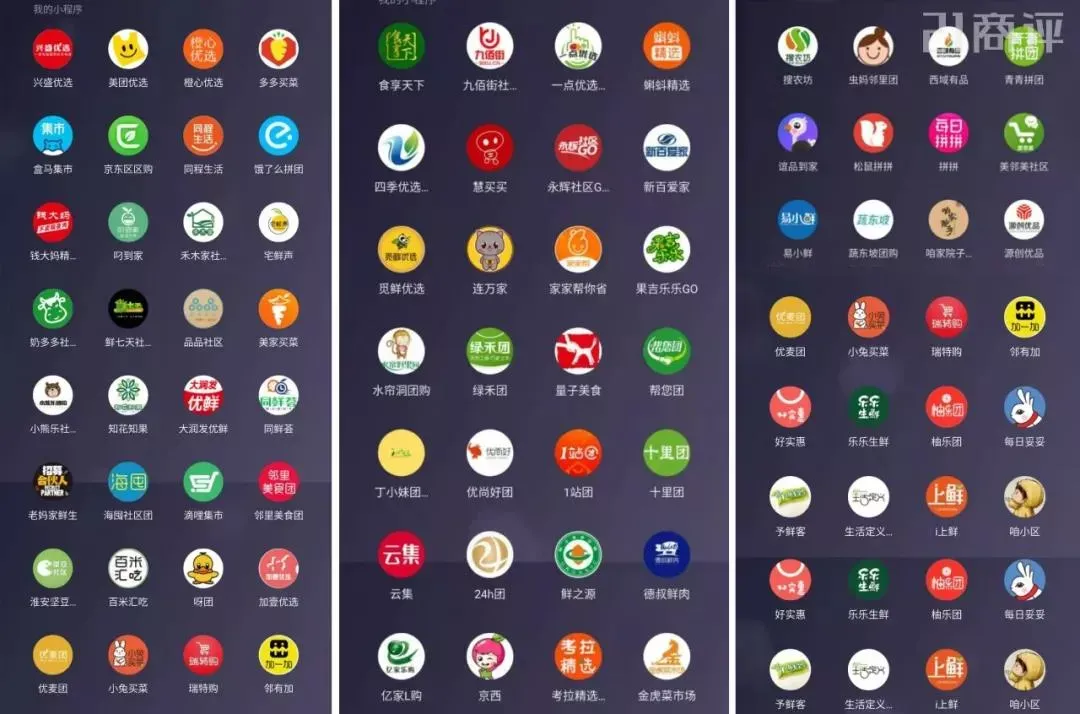 我的小程序
兴盛优选 美团优选 橙心优选 多多买菜
盒马集市 京东区区购 同程生活 饿了么拼团
钱大妈精... 叼到家 禾木家社... 宅鲜声
奶多多社... 鲜七天社... 品品社区 美家买菜
小熊乐社... 知花知果 大润发优鲜 同鲜荟
老妈家鲜生 海囤社区团 滴哩集市 邻里美食团
淮安坚豆... 百米汇吃 呀团 加壹优选
优麦团 小兔买菜 瑞特购 邻有加
我的小程序
食享天下 九佰街社... 一点优选... 蝌蚪精选
四季优选... 慧买买 永辉社区G... 新百爱家
觅鲜优选 连万家 家家帮你省 果吉乐乐GO
水帘洞团购 绿禾团 量子美食 帮您团
丁小妹团... 优尚好团 1站团 十里团
云集 24h团 鲜之源 德叔鲜肉
亿家L购 京西 考拉精选... 金虎菜市场
商评
搜农坊 虫妈邻里团 西域有品 青青拼团
谊品到家 松鼠拼拼 拼拼 美邻美社区
易小鲜 蔬东坡团购 咱家院子... 源创优品
优麦团 小兔买菜 瑞特购 邻有加
好实惠 乐乐生鲜 柚乐团 每日妥妥
予鲜客 生活定义... i上鲜 咱小区
好实惠 乐乐生鲜 柚乐团 每日妥妥
予鲜客 生活定义... i上鲜 咱小区